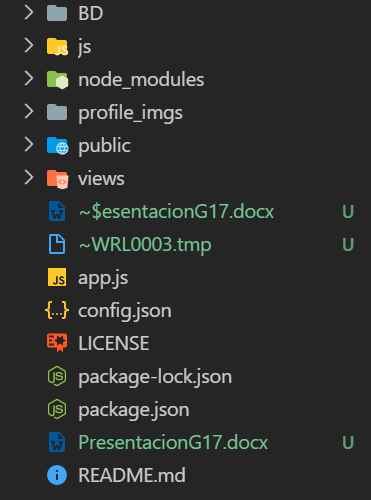 BD
js
node_modules
profile_imgs
public
views
~$esentacionG17.docx U
~WRL0003.tmp U
app.js
config.json
LICENSE
package-lock.json
package.json
PresentacionG17.docx U
README.md